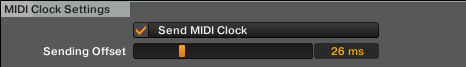 MIDI Clock Settings
Send MIDI Clock
Sending Offset 26 ms